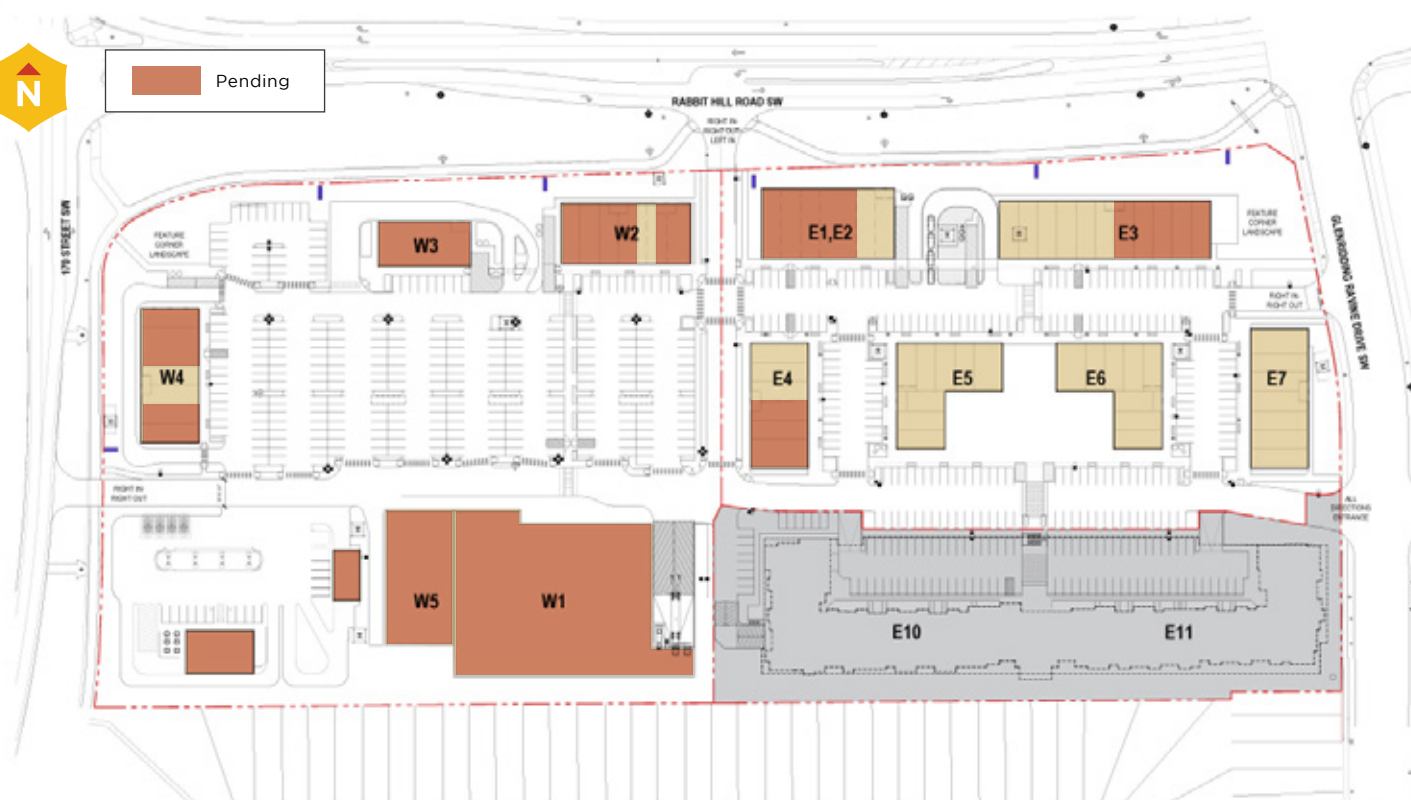 N
Pending
RABBIT HILL ROAD SW
RIGHT IN
RIGHT OUT
LEFT IN
170 STREET SW
FEATURE
CORNER
LANDSCAPE
W3
W2
E1,E2
E3
FEATURE
CORNER
LANDSCAPE
GLENRIDDING RAVINE DRIVE SW
RIGHT IN
RIGHT OUT
W4
E4
E5
E6
E7
RIGHT IN
RIGHT OUT
ALL
DIRECTIONS
ENTRANCE
W5
W1
E10
E11